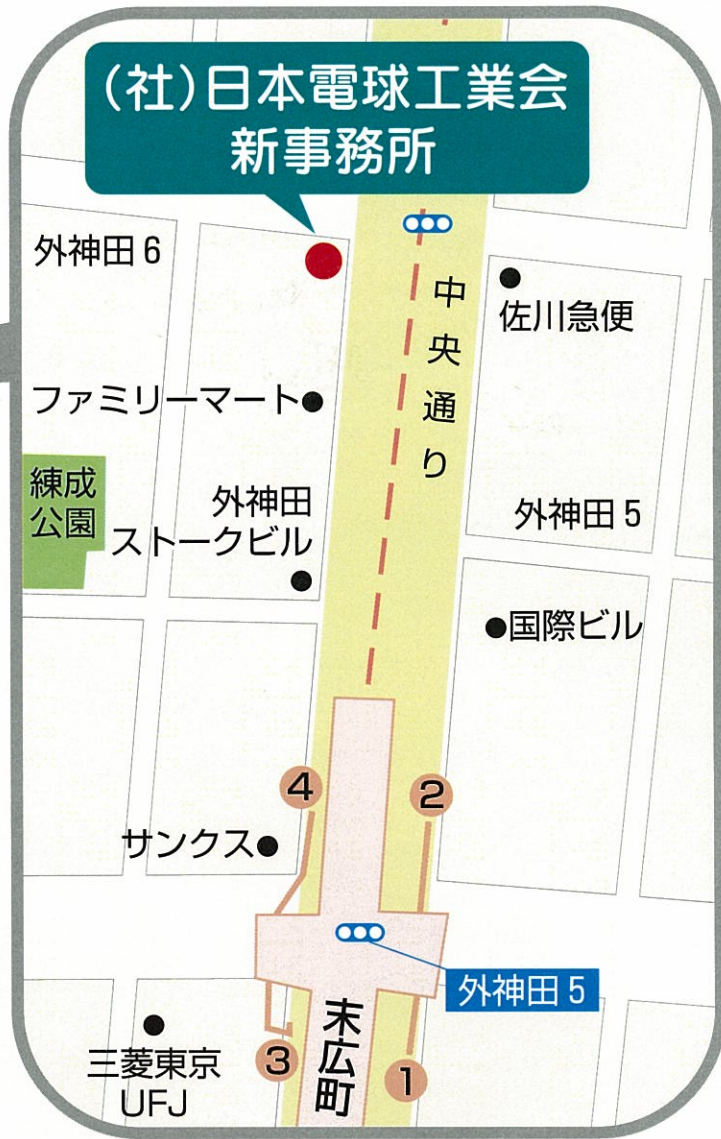 (社)日本電球工業会
新事務所
外神田 6
中央通り
佐川急便
ファミリーマート
練成
公園
外神田
ストークビル
外神田 5
国際ビル
4
2
サンクス
外神田 5
三菱東京
UFJ
3
末広町
1